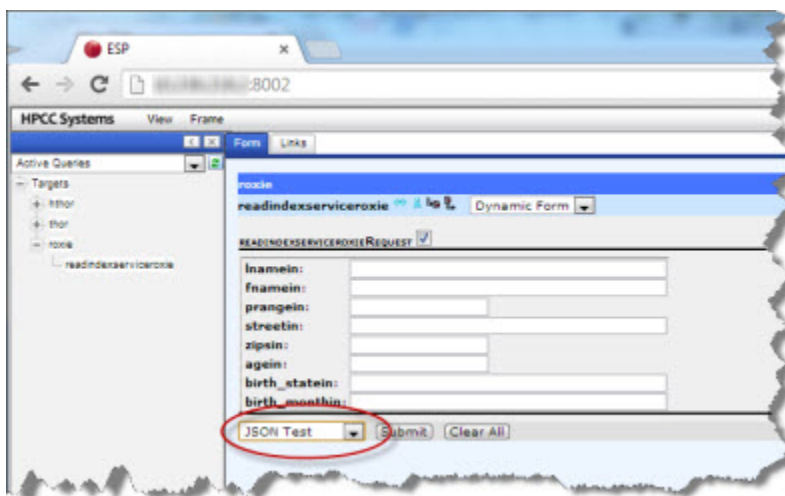 ESP
:8002
HPCC Systems View Frame
Form Links
Active Queries
Targets
hthor
thor
roxie
readindexserviceroxie
roxie
readindexserviceroxie Dynamic Form
readindexserviceroxieRequest
lnamein:
fnamein:
prangein:
streetin:
zipsin:
agein:
birth_statein:
birth_monthin:
JSON Test Submit Clear All